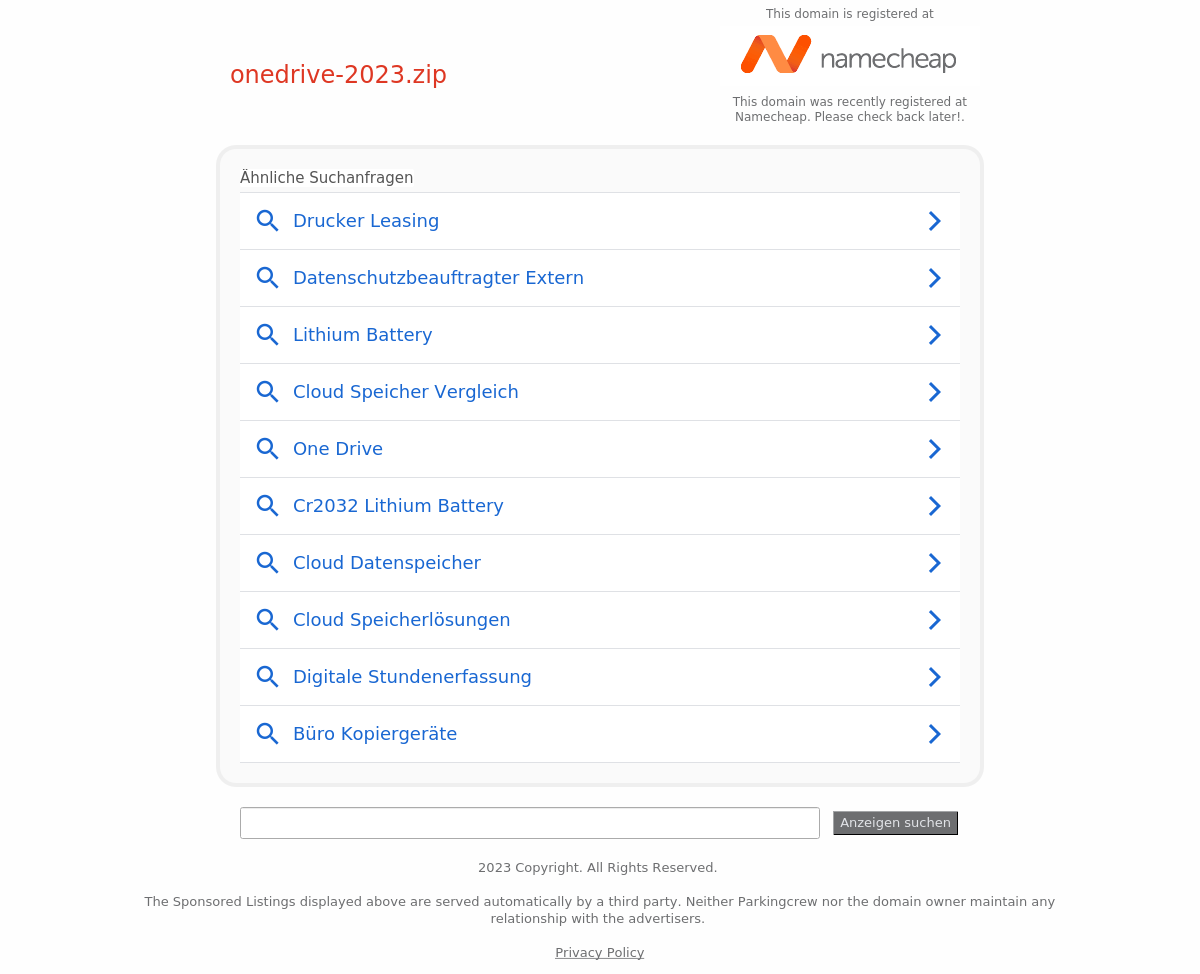 This domain is registered at
namecheap
onedrive-2023.zip
This domain was recently registered at
Namecheap. Please check back later!.
Ähnliche Suchanfragen
Drucker Leasing
Datenschutzbeauftragter Extern
Lithium Battery
Cloud Speicher Vergleich
One Drive
Cr2032 Lithium Battery
Cloud Datenspeicher
Cloud Speicherlösungen
Digitale Stundenerfassung
Büro Kopiergeräte
Anzeigen suchen
2023 Copyright. All Rights Reserved.
The Sponsored Listings displayed above are served automatically by a third party. Neither Parkingcrew nor the domain owner maintain any
relationship with the advertisers.
Privacy Policy